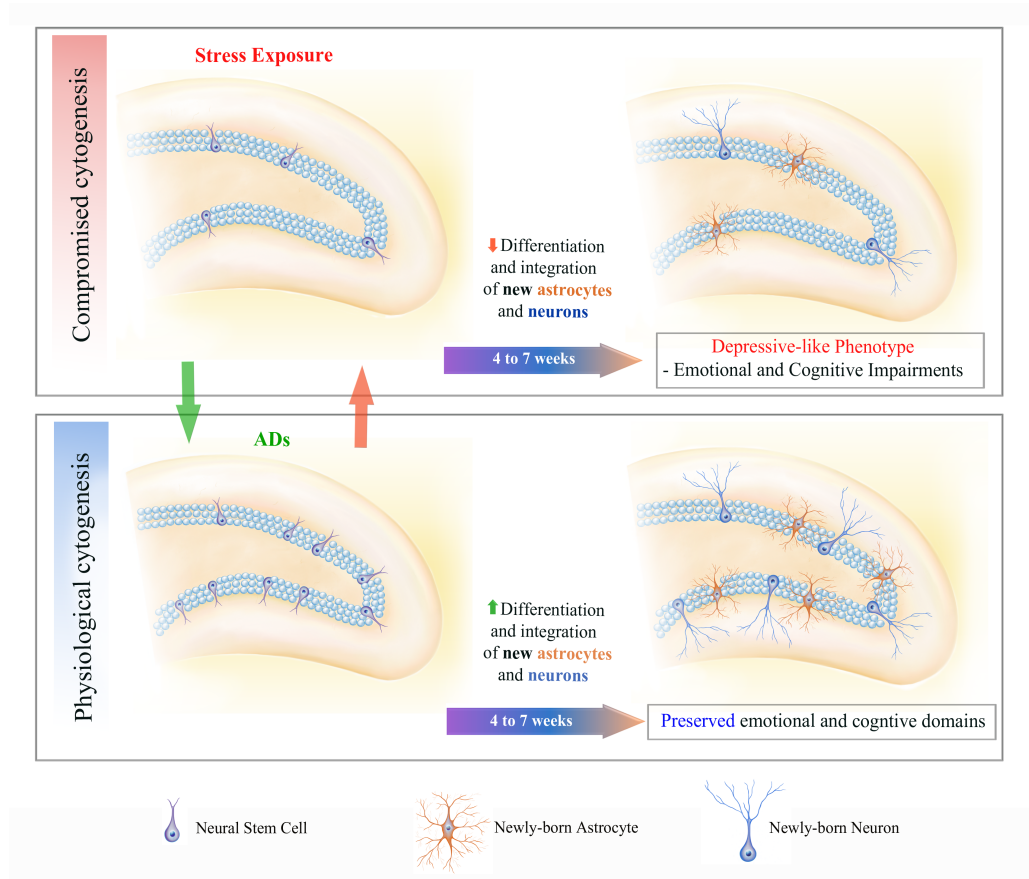 Compromised cytogenesis
Stress Exposure
Differentiation
and integration
of new astrocytes
and neurons
4 to 7 weeks
Depressive-like Phenotype
- Emotional and Cognitive Impairments
Physiological cytogenesis
ADs
Differentiation
and integration
of new astrocytes
and neurons
4 to 7 weeks
Preserved emotional and cogntive domains
Neural Stem Cell
Newly-born Astrocyte
Newly-born Neuron